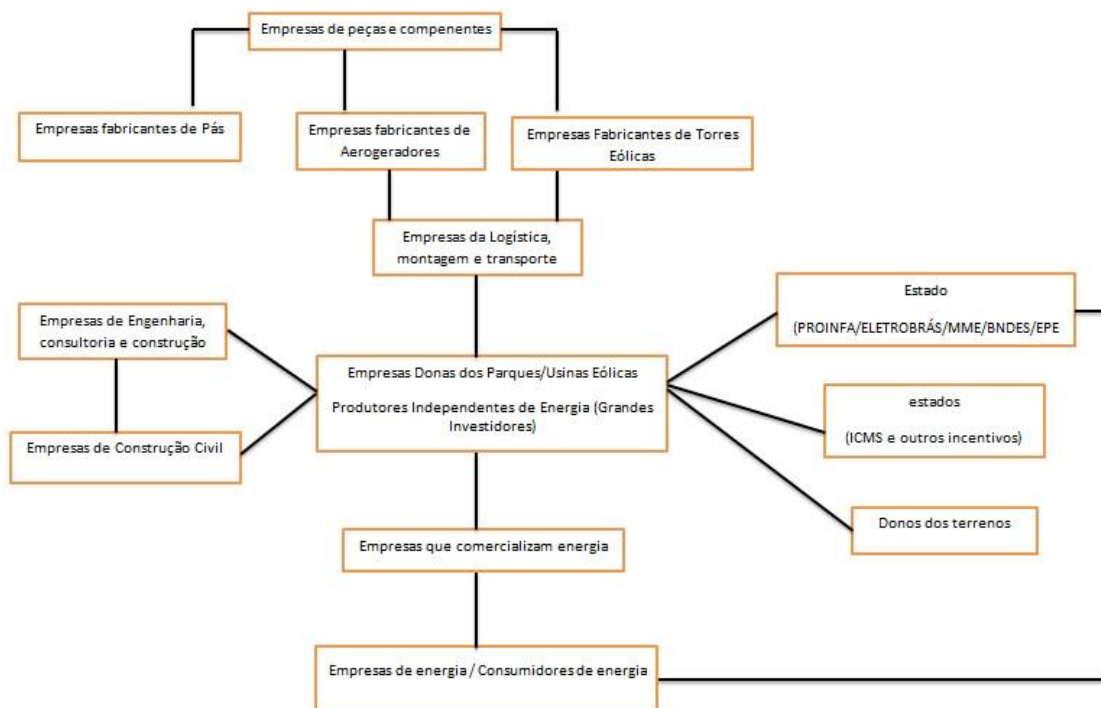 Empresas de peças e compenentes
Empresas fabricantes de Pás
Empresas fabricantes de
Aerogeradores
Empresas Fabricantes de Torres
Eólicas
Empresas da Logística,
montagem e transporte
Empresas de Engenharia,
consultoria e construção
Estado
(PROINFA/ELETROBRÁS/MME/BNDES/EPE
Empresas Donas dos Parques/Usinas Eólicas
Produtores Independentes de Energia (Grandes
Investidores)
estados
(ICMS e outros incentivos)
Empresas de Construção Civil
Donos dos terrenos
Empresas que comercializam energia
Empresas de energia / Consumidores de energia